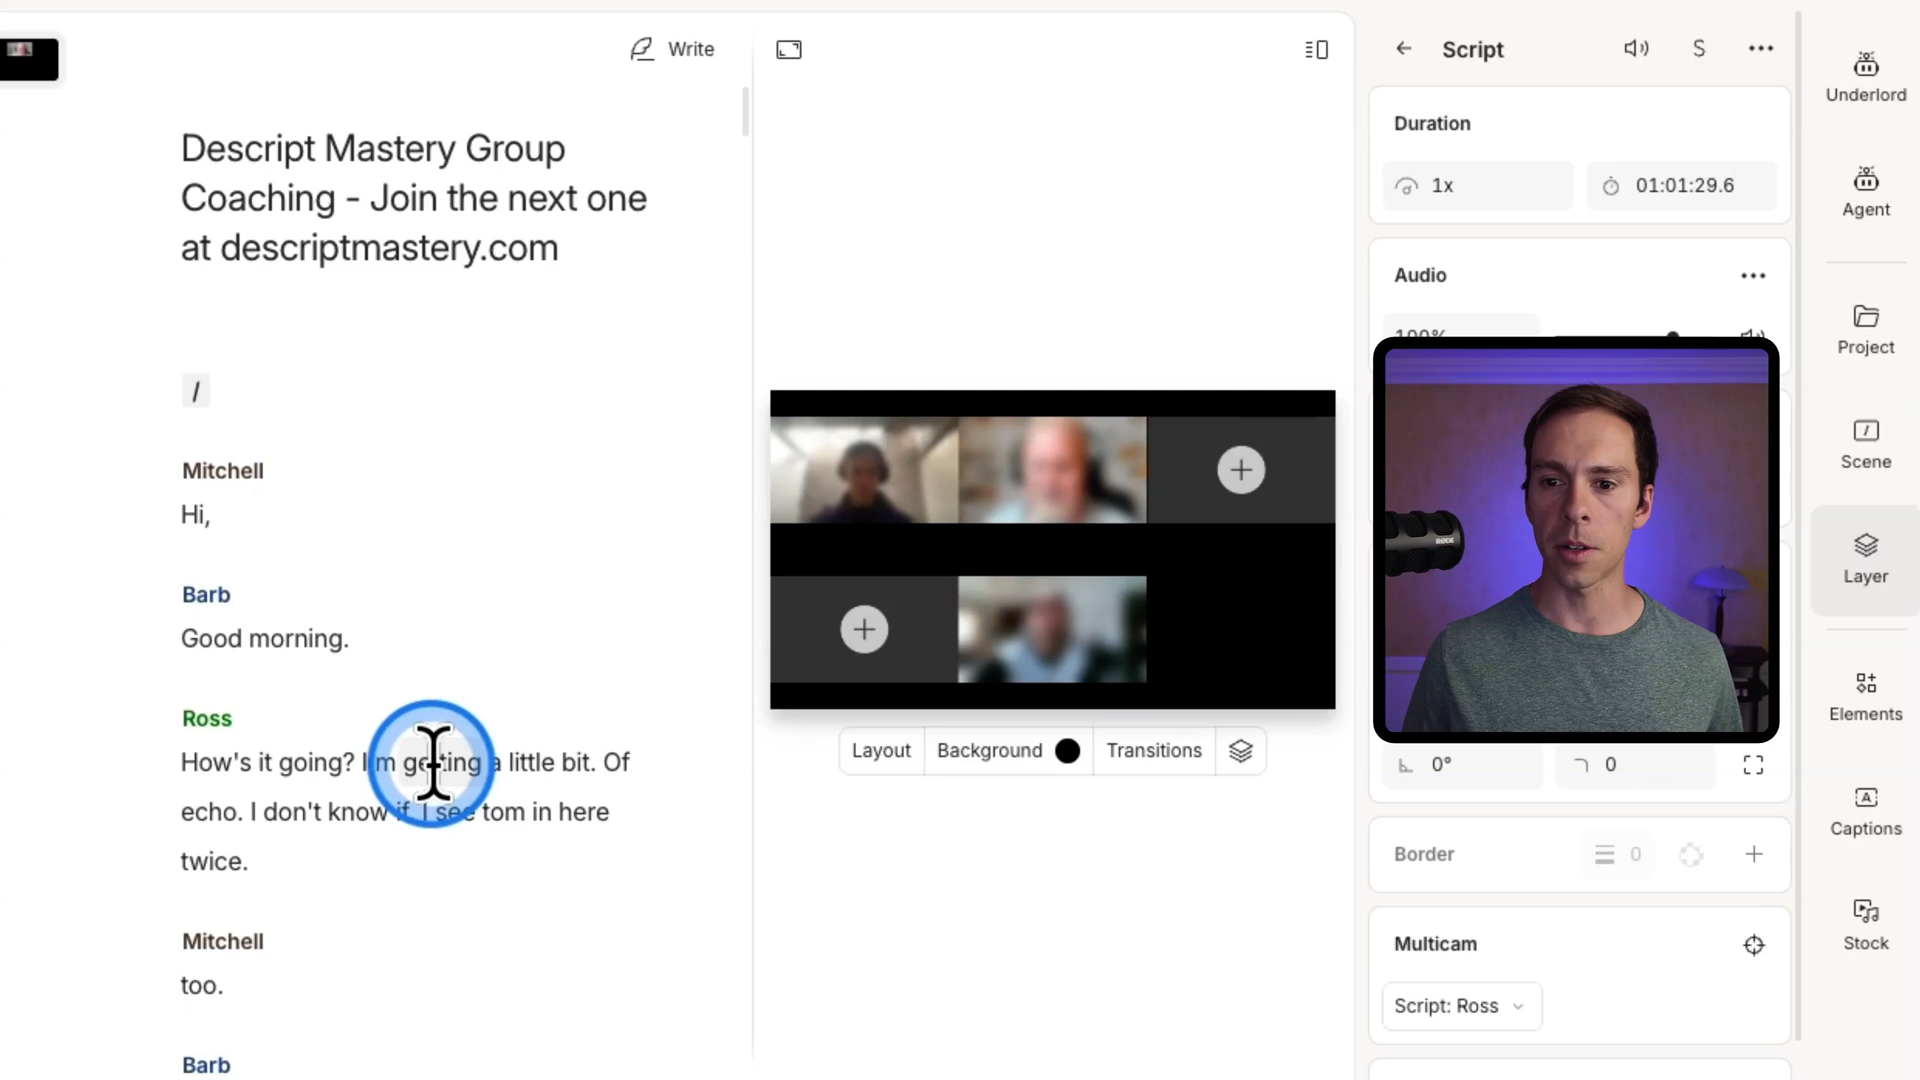 Write
Descript Mastery Group
Coaching - Join the next one
at descriptmastery.com
/
Mitchell
Hi,
Barb
Good morning.
Ross
How's it going? I'm getting a little bit. Of
echo. I don't know if. I see tom in here
twice.
Mitchell
too.
Barb
Layout
Background
Transitions
Script
S
Duration
1x
01:01:29.6
Audio
100%
RØDE
0°
0
Border
0
Multicam
Script: Ross
Underlord
Agent
Project
Scene
Layer
Elements
Captions
Stock